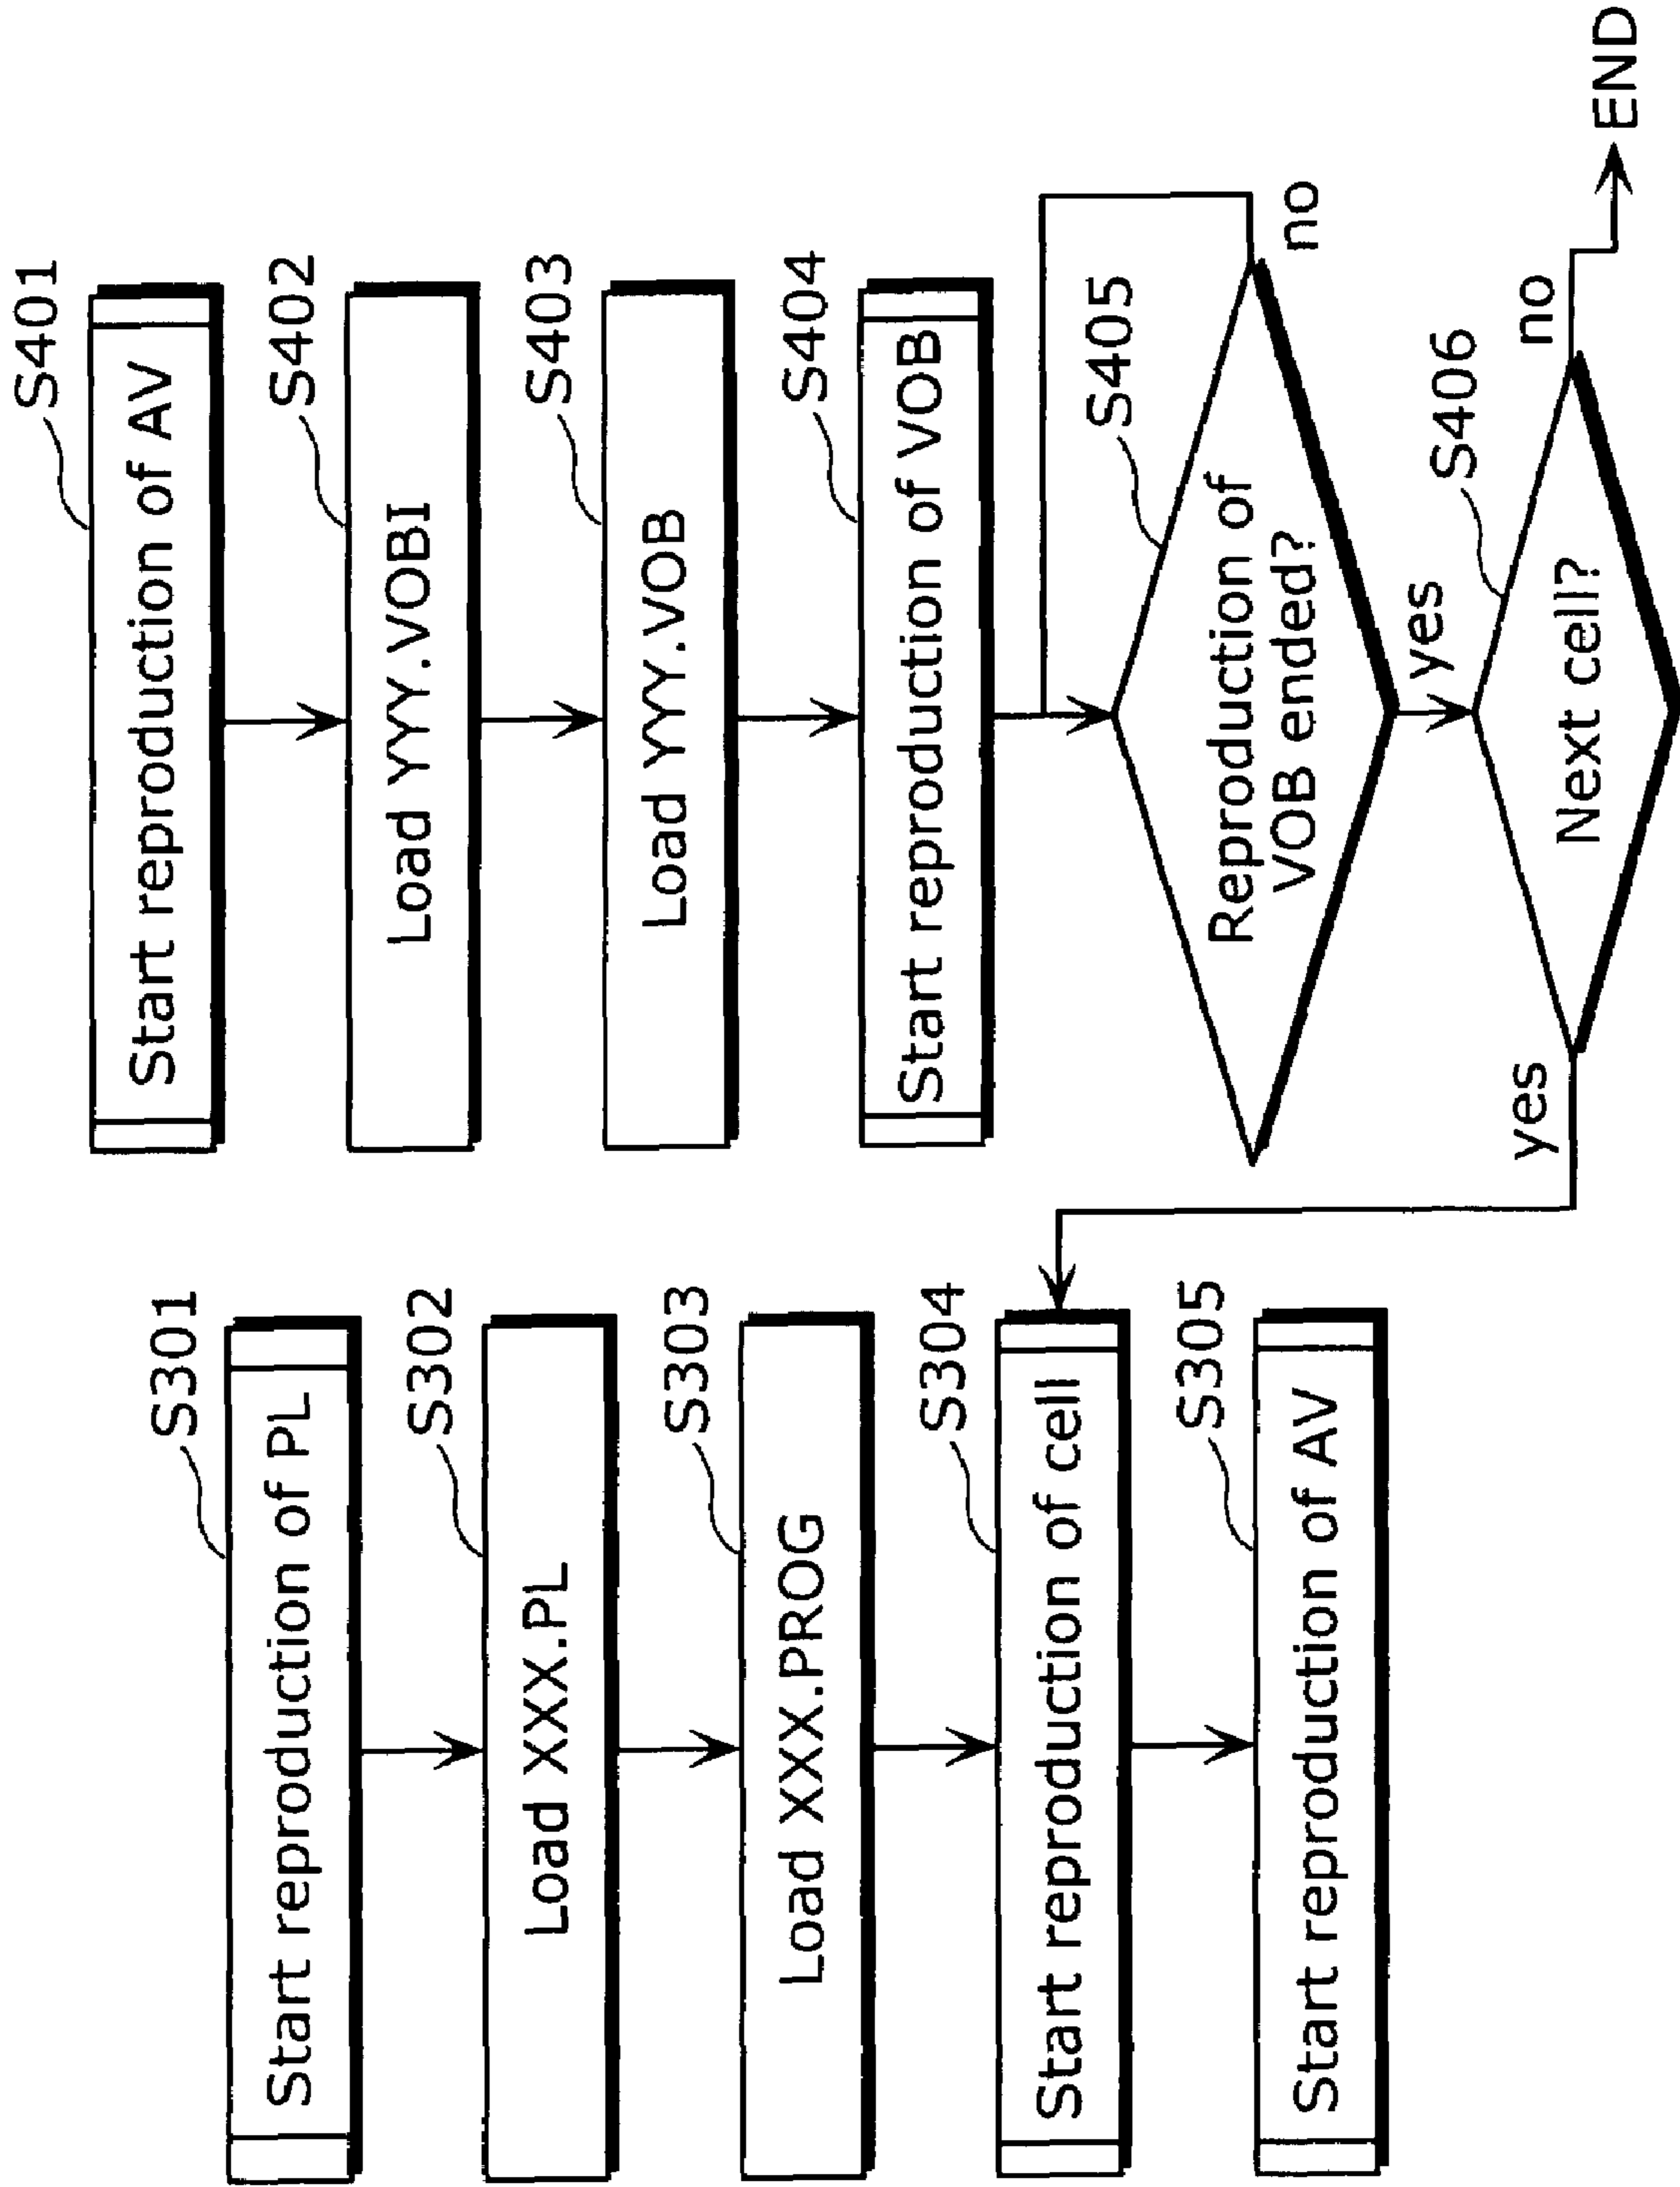 S301
Start reproduction of PL
S302
Load XXX.PL
S303
Load XXX.PROG
S304
Start reproduction of cell
S305
Start reproduction of AV
S401
Start reproduction of AV
S402
Load YYY.VOBI
S403
Load YYY.VOB
S404
Start reproduction of VOB
S405
Reproduction of
VOB ended?
no
yes
S406
Next cell?
yes
no
END